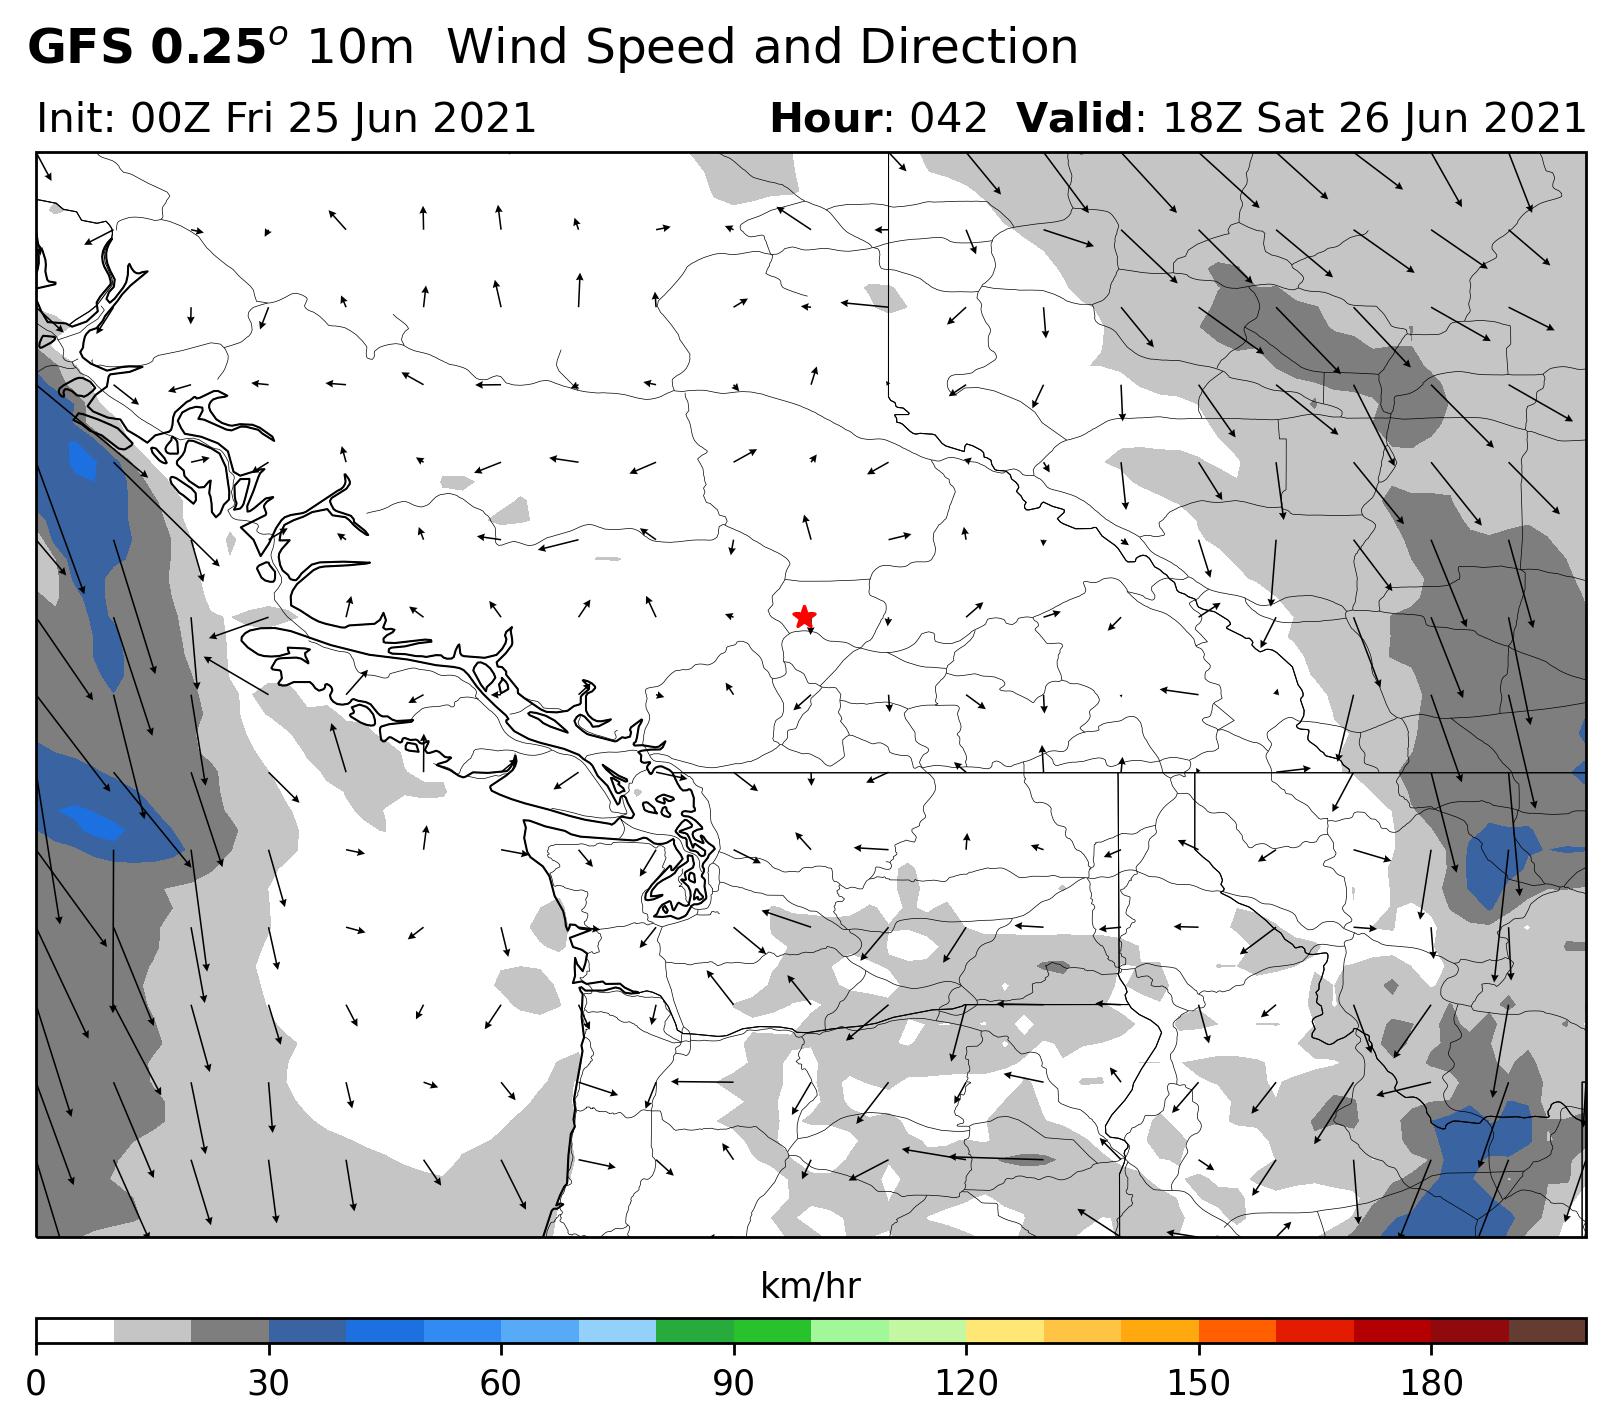 GFS 0.25° 10m Wind Speed and Direction
Init: 00Z Fri 25 Jun 2021 Hour: 042 Valid: 18Z Sat 26 Jun 2021
km/hr
0 30 60 90 120 150 180